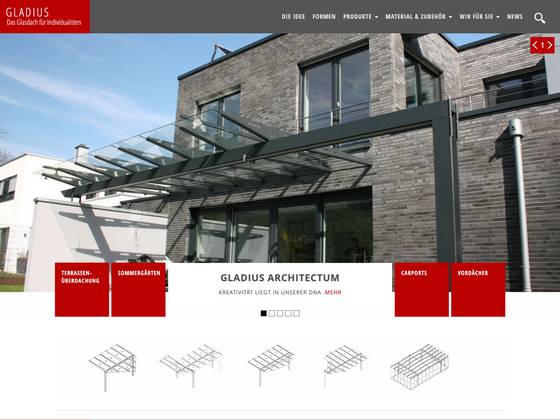 GLADIUS
Das Glasdach für Individualisten
DIE IDEE FORMEN PRODUKTE MATERIAL & ZUBEHÖR WIR FÜR SIE NEWS
1
TERRASSEN-
ÜBERDACHUNG
SOMMERGÄRTEN
GLADIUS ARCHITECTUM
KREATIVITÄT LIEGT IN UNSERER DNA .MEHR
CARPORTS
VORDÄCHER